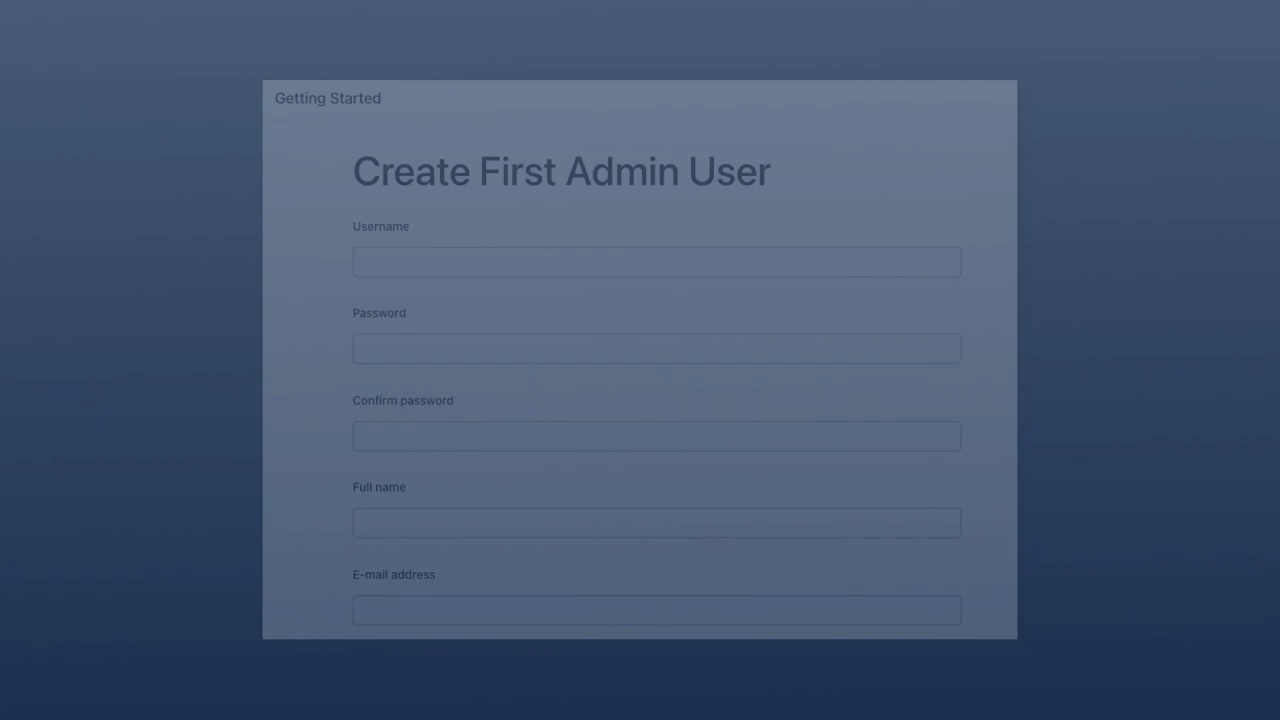 Getting Started
Create First Admin User
Username
Password
Confirm password
Full name
E-mail address